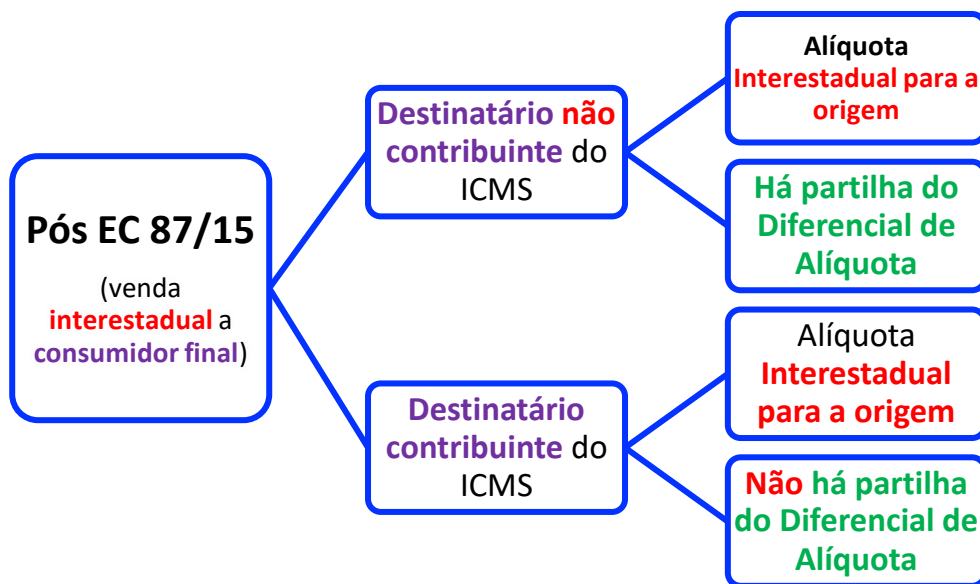 Pós EC 87/15
(venda
interestadual a
consumidor final)
Destinatário não
contribuinte do
ICMS
Alíquota
Interestadual para a
origem
Há partilha do
Diferencial de
Alíquota
Destinatário
contribuinte do
ICMS
Alíquota
Interestadual
para a origem
Não há partilha
do Diferencial de
Alíquota